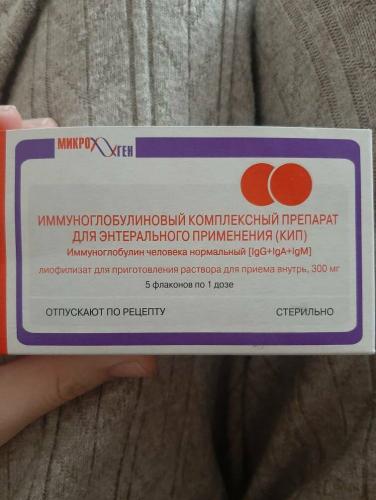 МИКРОГЕН
ИММУНОГЛОБУЛИНОВЫЙ КОМПЛЕКСНЫЙ ПРЕПАРАТ
ДЛЯ ЭНТЕРАЛЬНОГО ПРИМЕНЕНИЯ (КИП)
Иммуноглобулин человека нормальный [IgG+IgA+IgM]
лиофилизат для приготовления раствора для приема внутрь, 300 мг
5 флаконов по 1 дозе
ОТПУСКАЮТ ПО РЕЦЕПТУ СТЕРИЛЬНО